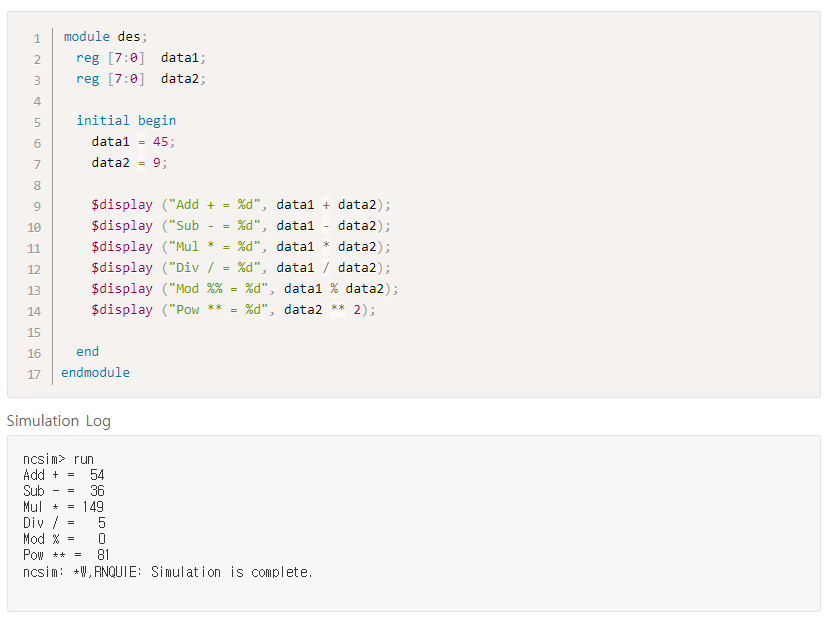 1 module des;
2   reg [7:0]  data1;
3   reg [7:0]  data2;
4
5   initial begin
6     data1 = 45;
7     data2 = 9;
8
9     $display ("Add + = %d", data1 + data2);
10     $display ("Sub - = %d", data1 - data2);
11     $display ("Mul * = %d", data1 * data2);
12     $display ("Div / = %d", data1 / data2);
13     $display ("Mod %% = %d", data1 % data2);
14     $display ("Pow ** = %d", data2 ** 2);
15
16   end
17 endmodule
Simulation Log
ncsim> run
Add + =  54
Sub - =  36
Mul * = 149
Div / =   5
Mod % =   0
Pow ** =  81
ncsim: *W,RNQUIE: Simulation is complete.